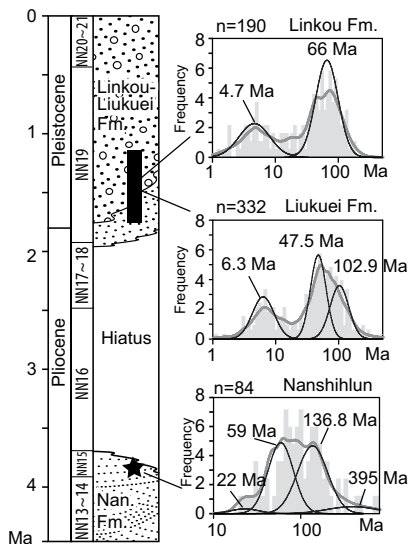 0
1
2
3
4
Ma
Pleistocene
Pliocene
NN20~21
NN19
NN17~18
NN16
NN15
NN13~14
Linkou-
Liukuei
Fm.
Hiatus
Nan.
Fm.
n=190 Linkou Fm.
8
6
4
2
0
Frequency
4.7 Ma
66 Ma
1 10 100 Ma
n=332 Liukuei Fm.
8
6
4
2
0
Frequency
6.3 Ma
47.5 Ma
102.9 Ma
1 10 100 Ma
n=84 Nanshihlun
8
6
4
2
0
Frequency
59 Ma
136.8 Ma
22 Ma
395 Ma
10 100 Ma